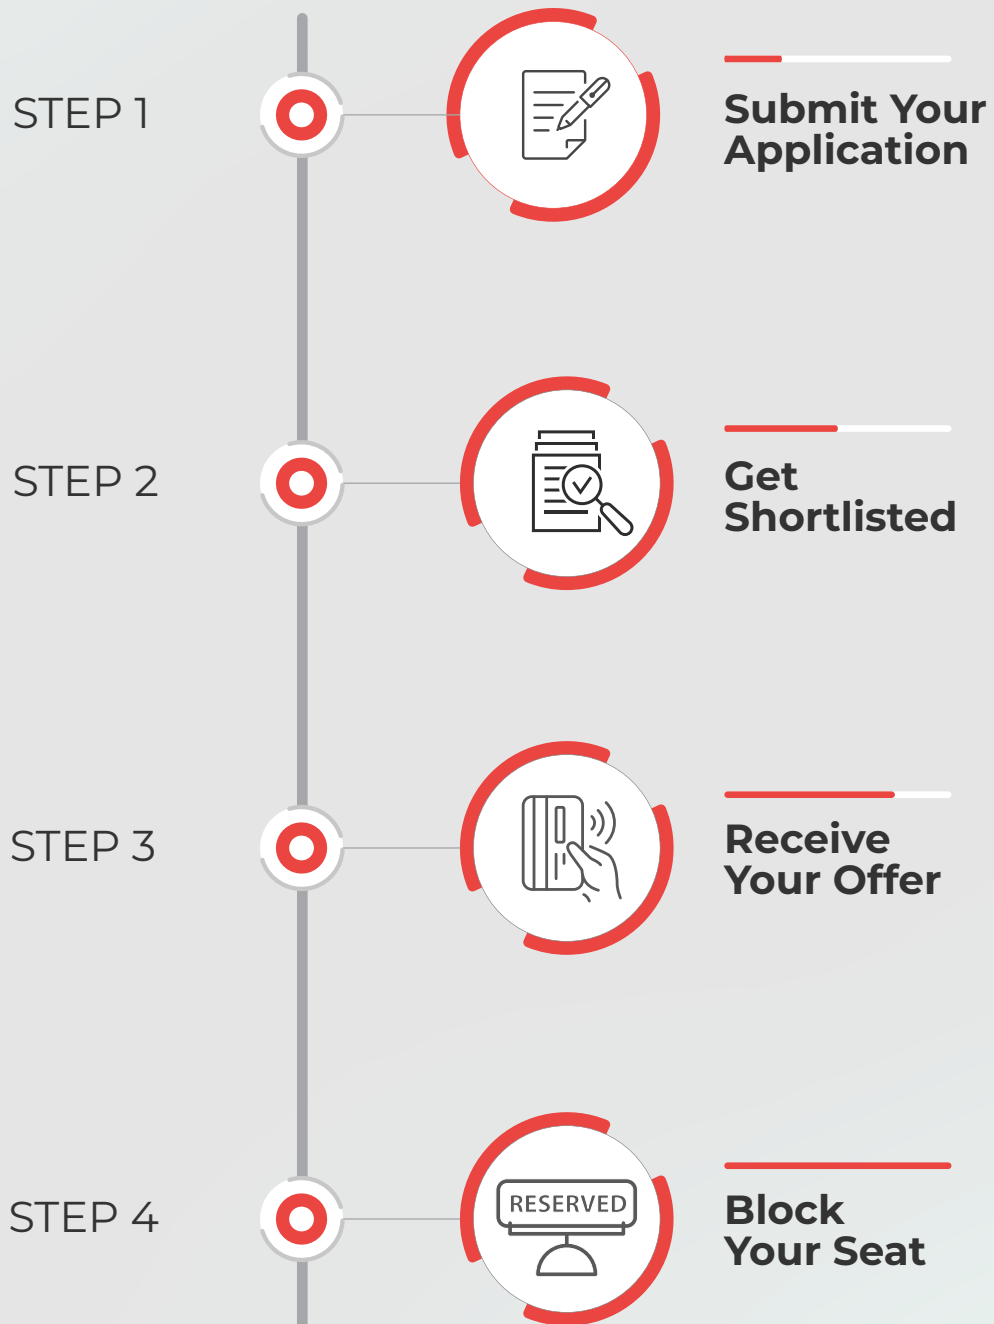 STEP 1
Submit Your
Application
STEP 2
Get
Shortlisted
STEP 3
Receive
Your Offer
STEP 4
RESERVED
Block
Your Seat